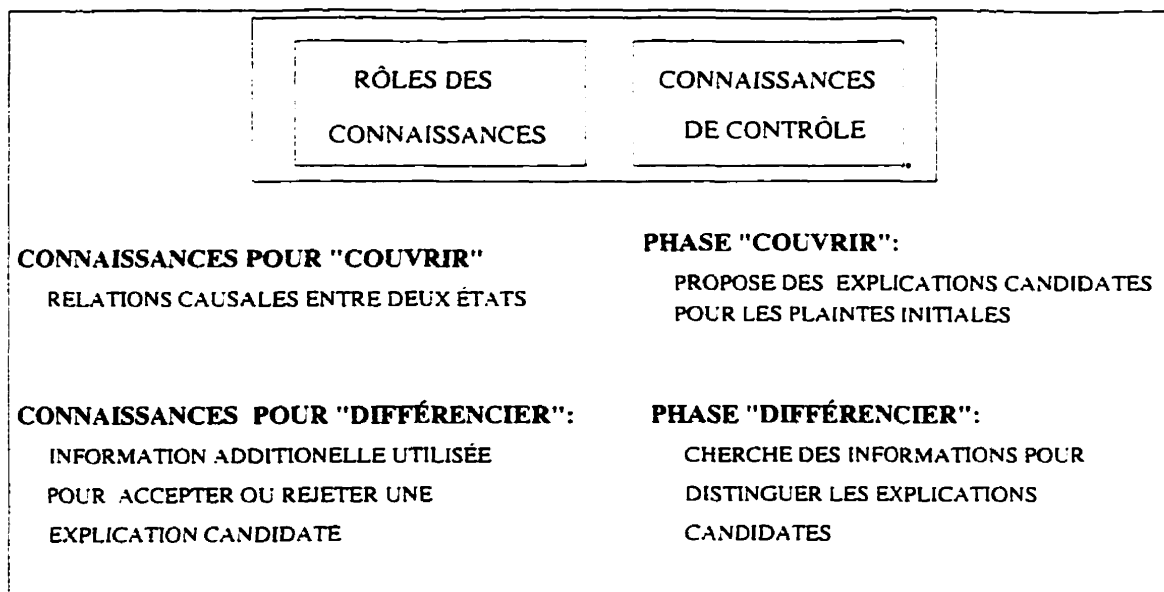 RÔLES DES
CONNAISSANCES
CONNAISSANCES
DE CONTRÔLE
CONNAISSANCES POUR "COUVRIR"
RELATIONS CAUSALES ENTRE DEUX ÉTATS
PHASE "COUVRIR":
PROPOSE DES EXPLICATIONS CANDIDATES
POUR LES PLAINTES INITIALES
CONNAISSANCES POUR "DIFFÉRENCIER":
INFORMATION ADDITIONELLE UTILISÉE
POUR ACCEPTER OU REJETER UNE
EXPLICATION CANDIDATE
PHASE "DIFFÉRENCIER":
CHERCHE DES INFORMATIONS POUR
DISTINGUER LES EXPLICATIONS
CANDIDATES